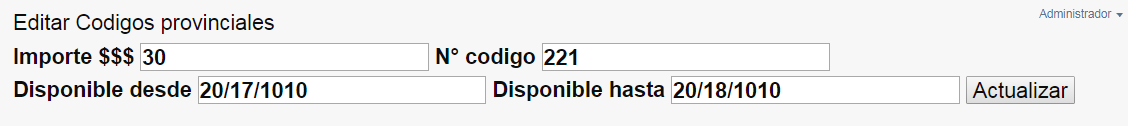 Administrador
Editar Codigos provinciales
Importe $$$ 30 N° codigo 221
Disponible desde 20/17/1010 Disponible hasta 20/18/1010 Actualizar